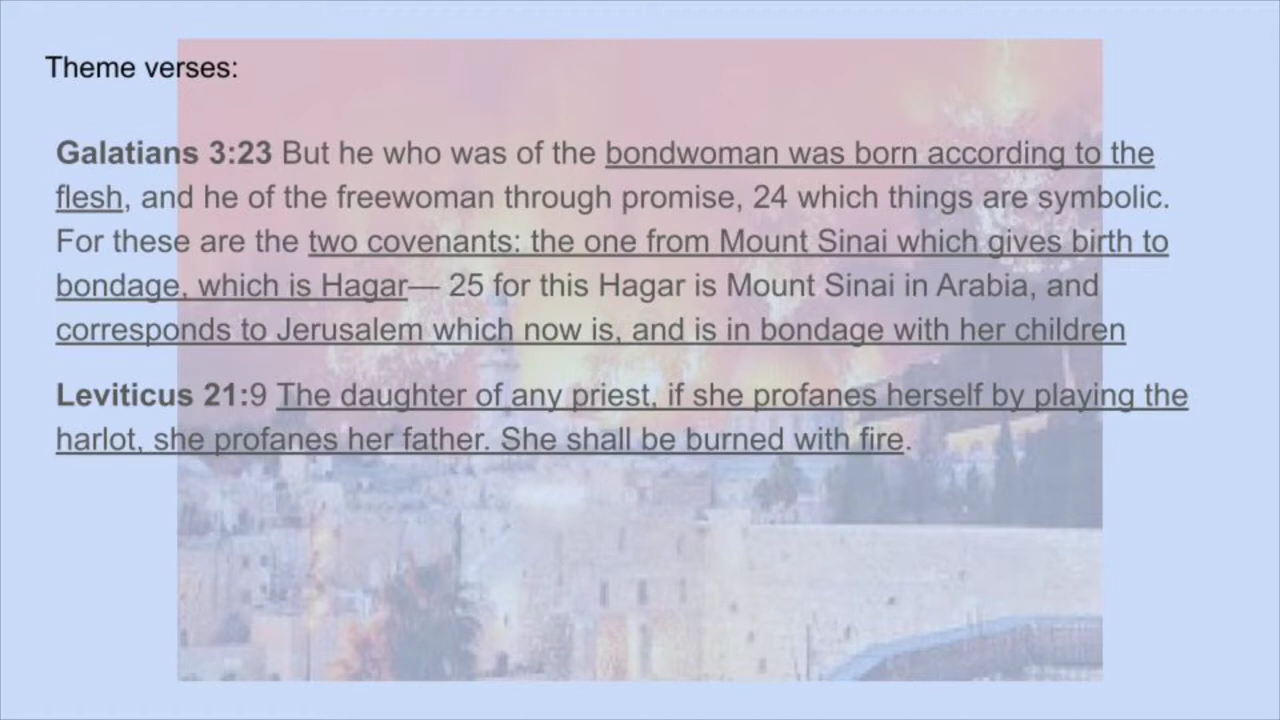 Theme verses:
Galatians 3:23 But he who was of the bondwoman was born according to the
flesh, and he of the freewoman through promise, 24 which things are symbolic.
For these are the two covenants: the one from Mount Sinai which gives birth to
bondage, which is Hagar— 25 for this Hagar is Mount Sinai in Arabia, and
corresponds to Jerusalem which now is, and is in bondage with her children
Leviticus 21:9 The daughter of any priest, if she profanes herself by playing the
harlot, she profanes her father. She shall be burned with fire.